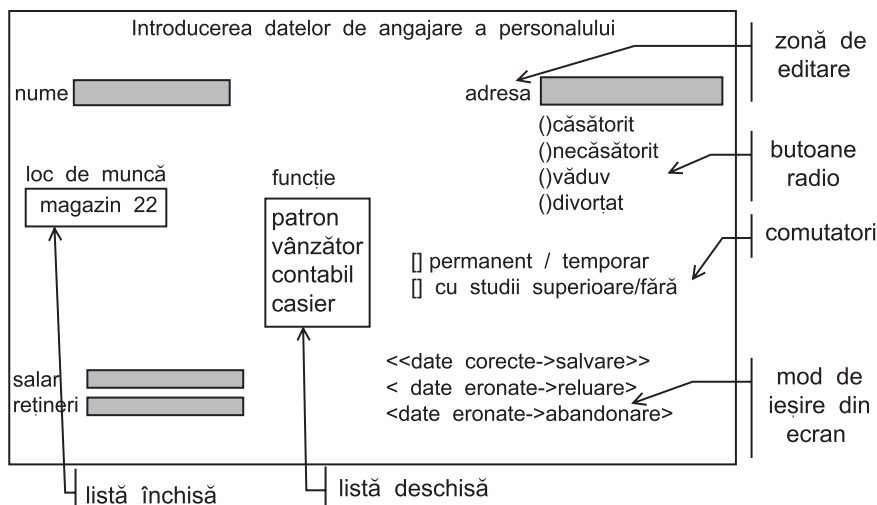 Introducerea datelor de angajare a personalului
zonă de
editare
nume
adresa
()căsătorit
()necăsătorit
()văduv
()divorțat
butoane
radio
loc de muncă
magazin 22
funcție
patron
vânzător
contabil
casier
comutatori
[] permanent / temporar
[] cu studii superioare/fără
<<date corecte->salvare>>
< date eronate->reluare>
<date eronate->abandonare>
mod de
ieșire din
ecran
salar
rețineri
listă închisă
listă deschisă